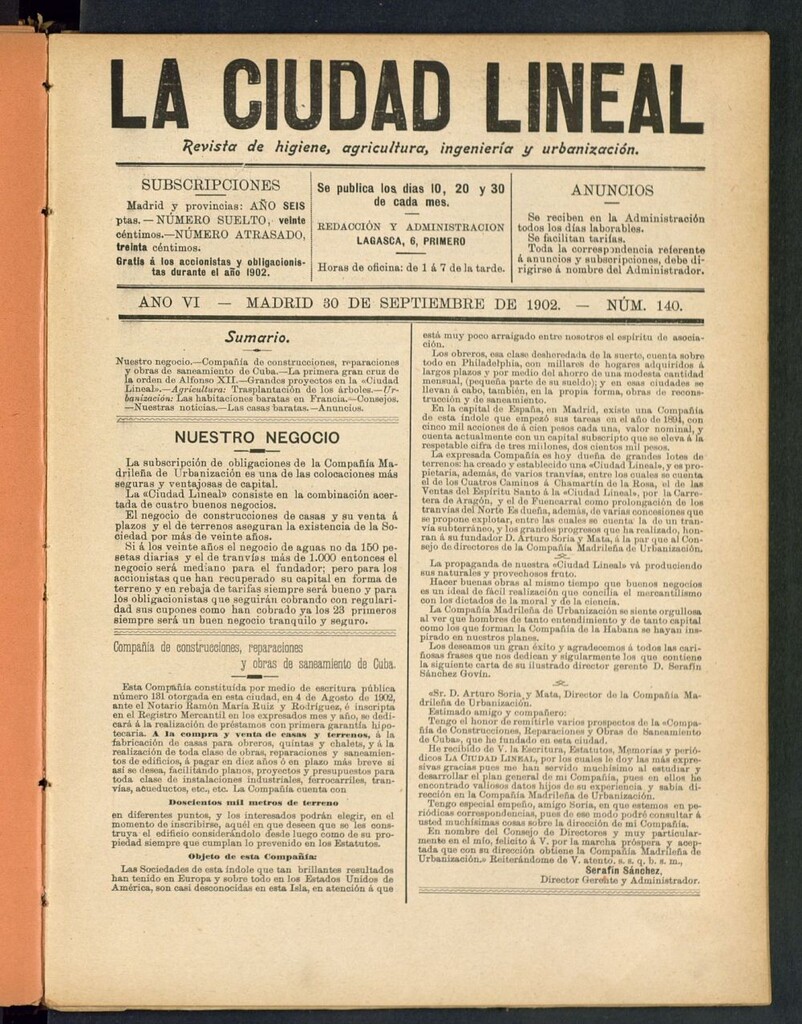 LA CIUDAD LINEAL
Revista de higiene, agricultura, ingeniería y urbanización.
SUBSCRIPCIONES
Madrid y provincias: AÑO SEIS
ptas. — NÚMERO SUELTO, veinte
céntimos.—NÚMERO ATRASADO,
treinta céntimos.
Gratis á los accionistas y obligacionis-
tas durante el año 1902.
Se publica los dias 10, 20 y 30
de cada mes.
REDACCIÓN Y ADMINISTRACION
LAGASCA, 6, PRIMERO
Horas de oficina: de 1 á 7 de la tarde.
ANUNCIOS
Se reciben en la Administración
todos los días laborables.
Se facilitan tarifas.
Toda la correspondencia referente
á anuncios y subscripciones, debe di-
rigirse á nombre del Administrador.
AÑO VI — MADRID 30 DE SEPTIEMBRE DE 1902. — NÚM. 140.
Sumario.
Nuestro negocio.—Compañía de construcciones, reparaciones
y obras de saneamiento de Cuba.—La primera gran cruz de
la orden de Alfonso XII.—Grandes proyectos en la «Ciudad
Lineal».—Agricultura: Trasplantación de los árboles.—Ur-
banización: Las habitaciones baratas en Francia.—Consejos.
—Nuestras noticias.—Las casas baratas.—Anuncios.
NUESTRO NEGOCIO
La subscripción de obligaciones de la Compañía Ma-
drileña de Urbanización es una de las colocaciones más
seguras y ventajosas de capital.
La «Ciudad Lineal» consiste en la combinación acer-
tada de cuatro buenos negocios.
El negocio de construcciones de casas y su venta á
plazos y el de terrenos aseguran la existencia de la So-
ciedad por más de veinte años.
Si á los veinte años el negocio de aguas no da 150 pe-
setas diarias y el de tranvías más de 1.000 entonces el
negocio será mediano para el fundador; pero para los
accionistas que han recuperado su capital en forma de
terreno y en rebaja de tarifas siempre será bueno y para
los obligacionistas que seguirán cobrando con regulari-
dad sus cupones como han cobrado ya los 23 primeros
siempre será un buen negocio tranquilo y seguro.
Compañía de construcciones, reparaciones
y obras de saneamiento de Cuba.
Esta Compañía constituída por medio de escritura pública
número 131 otorgada en esta ciudad, en 4 de Agosto de 1902,
ante el Notario Ramón María Ruiz y Rodríguez, é inscripta
en el Registro Mercantil en los expresados mes y año, se dedi-
cará á la realización de préstamos con primera garantía hipo-
tecaria. A la compra y venta de casas y terrenos, á la
fabricación de casas para obreros, quintas y chalets, y á la
realización de toda clase de obras, reparaciones y saneamien-
tos de edificios, á pagar en diez años ó en plazo más breve si
así se desea, facilitando planos, proyectos y presupuestos para
toda clase de instalaciones industriales, ferrocarriles, tran-
vías, acueductos, etc., etc. La Compañía cuenta con
Doscientos mil metros de terreno
en diferentes puntos, y los interesados podrán elegir, en el
momento de inscribirse, aquél en que deseen que se les cons-
truya el edificio considerándolo desde luego como de su pro-
piedad siempre que cumplan lo prevenido en los Estatutos.
Objeto de esta Compañía:
Las Sociedades de esta índole que tan brillantes resultados
han tenido en Europa y sobre todo en los Estados Unidos de
América, son casi desconocidas en esta Isla, en atención á que
está muy poco arraigado entre nosotros el espíritu de asocia-
ción.
Los obreros, esa clase desheredada de la suerte, cuenta sobre
todo en Philadelphia, con millares de hogares adquiridos á
largos plazos y por medio del ahorro de una modesta cantidad
mensual, (pequeña parte de su sueldo); y en esas ciudades se
llevan á cabo, también, en la propia forma, obras de recons-
trucción y de saneamiento.
En la capital de España, en Madrid, existe una Compañía
de esta índole que empezó sus tareas en el año de 1894, con
cinco mil acciones de á cien pesos cada una, valor nominal, y
cuenta actualmente con un capital subscripto que se eleva á la
respetable cifra de tres millones, dos cientos mil pesos.
La expresada Compañía es hoy dueña de grandes lotes de
terrenos: ha creado y establecido una «Ciudad Lineal», y es pro-
pietaria, además, de varios tranvías, entre los cuales se cuenta
el de los Cuatros Caminos á Chamartín de la Rosa, el de las
Ventas del Espíritu Santo á la «Ciudad Lineal», por la Carre-
tera de Aragón, y el de Fuencarral como prolongación de los
tranvías del Norte Es dueña, además, de varias concesiones que
se propone explotar, entre las cuales se cuenta la de un tran-
vía subterráneo, y los grandes progresos que ha realizado, hon-
ran á su fundador D. Arturo Soria y Mata, á la par que al Con-
sejo de directores de la Compañía Madrileña de Urbanización.
La propaganda de nuestra «Ciudad Lineal» vá produciendo
sus naturales y provechosos fruto.
Hacer buenas obras al mismo tiempo que buenos negocios
es un ideal de fácil realización que concilia el mercantilismo
con los dictados de la moral y de la ciencia.
La Compañía Madrileña de Urbanización se siente orgullosa
al ver que hombres de tanto entendimiento y de tanto capital
como los que forman la Compañía de la Habana se hayan ins-
pirado en nuestros planes.
Los deseamos un gran éxito y agradecemos á todos las cari-
ñosas frases que nos dedican y sigularmente los que contiene
la siguiente carta de su ilustrado director gerente D. Serafín
Sánchez Govín.
«Sr. D. Arturo Soria y Mata, Director de la Compañía Ma-
drileña de Urbanización.
Estimado amigo y compañero:
Tengo el honor de remitirle varios prospectos de la «Compa-
ñía de Construcciones, Reparaciones y Obras de Saneamiento
de Cuba», que he fundado en esta ciudad.
He recibido de V. la Escritura, Estatutos, Memorias y perió-
dicos LA CIUDAD LINEAL, por los cuales le doy las más expre-
sivas gracias pues me han servido muchísimo al estudiar y
desarrollar el plan general de mi Compañía, pues en ellos he
encontrado valiosos datos hijos de su experiencia y sabia di-
rección en la Compañía Madrileña de Urbanización.
Tengo especial empeño, amigo Soria, en que estemos en pe-
riódicas correspondencias, pues de ese modo podré consultar á
usted muchísimas cosas sobre la dirección de mi Compañía.
En nombre del Consejo de Directores y muy particular-
mente en el mío, felicito á V. por la marcha próspera y acep-
tada que con su dirección obtiene la Compañía Madrileña de
Urbanización.» Reiterándome de V. atento, s. s. q. b. s. m.,
Serafín Sánchez,
Director Gerente y Administrador.